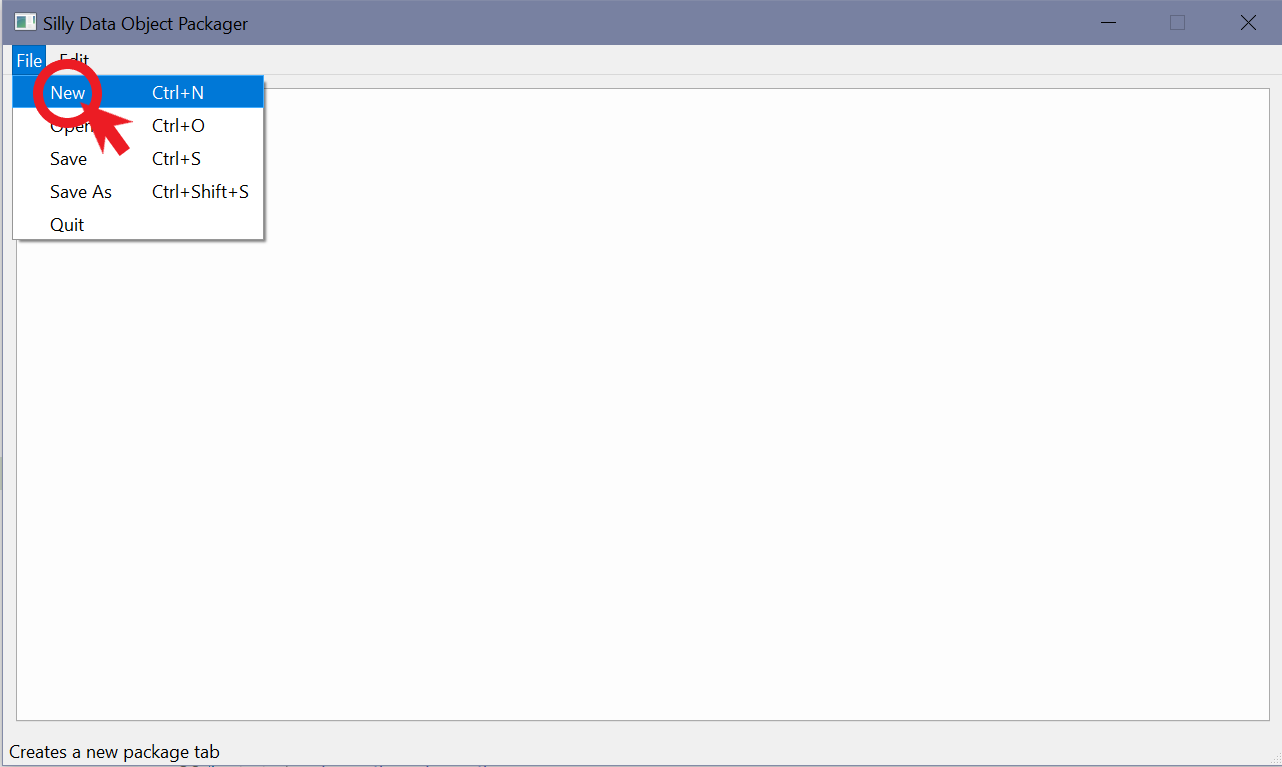 Silly Data Object Packager
File Edit
New Ctrl+N
Open Ctrl+O
Save Ctrl+S
Save As Ctrl+Shift+S
Quit
Creates a new package tab